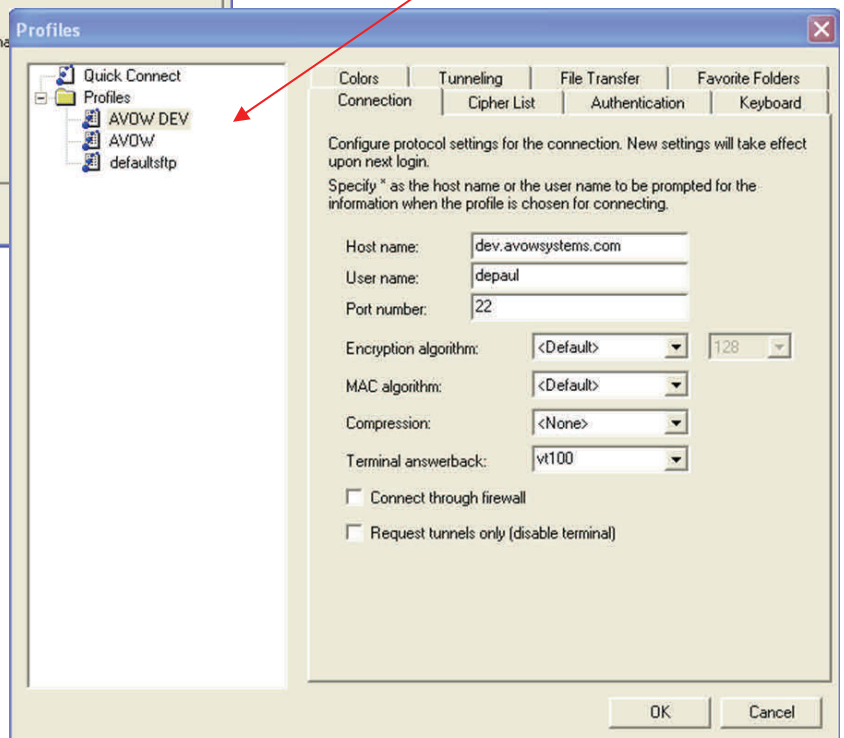 Profiles
Quick Connect
Profiles
AVOW DEV
AVOW
defaultsftp
Colors Tunneling File Transfer Favorite Folders
Connection Cipher List Authentication Keyboard
Configure protocol settings for the connection. New settings will take effect
upon next login.
Specify * as the host name or the user name to be prompted for the
information when the profile is chosen for connecting.
Host name: dev.avowsystems.com
User name: depaul
Port number: 22
Encryption algorithm: <Default> 128
MAC algorithm: <Default>
Compression: <None>
Terminal answerback: vt100
Connect through firewall
Request tunnels only (disable terminal)
OK Cancel